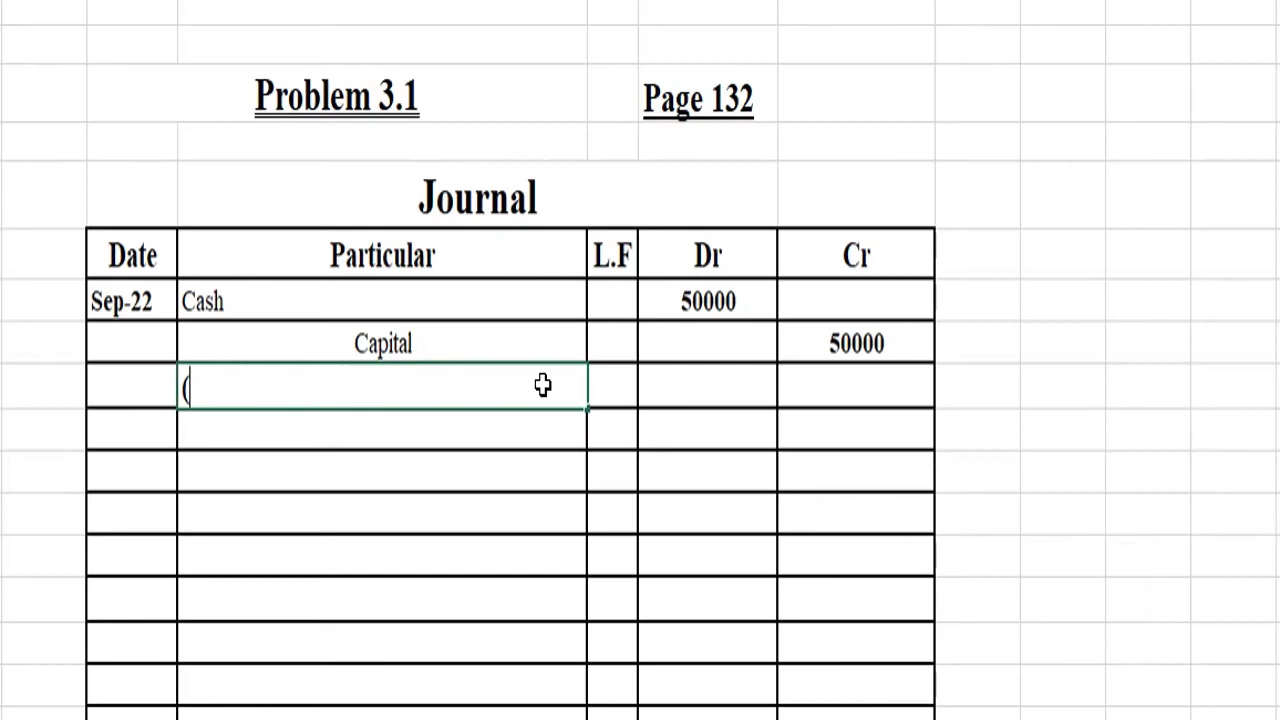 Problem 3.1 Page 132
Journal
Date Particular L.F Dr Cr
Sep-22 Cash 50000
Capital 50000
(